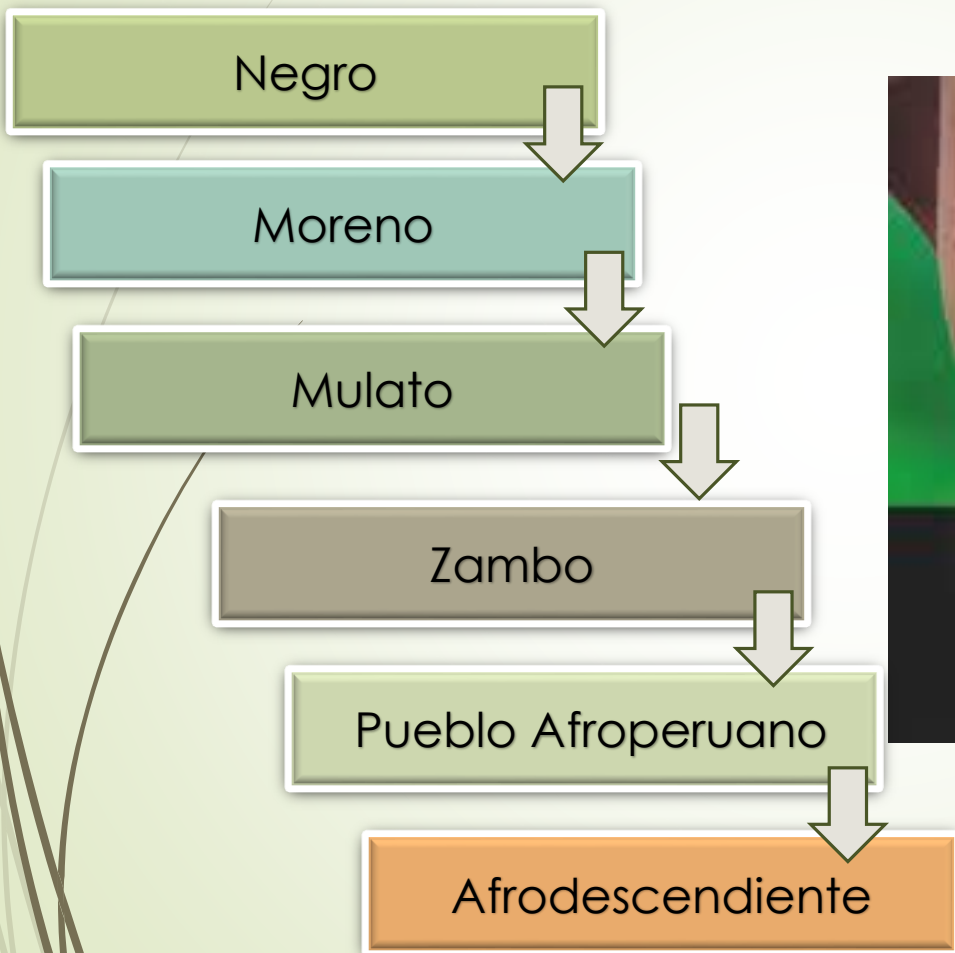 Negro
Moreno
Mulato
Zambo
Pueblo Afroperuano
Afrodescendiente